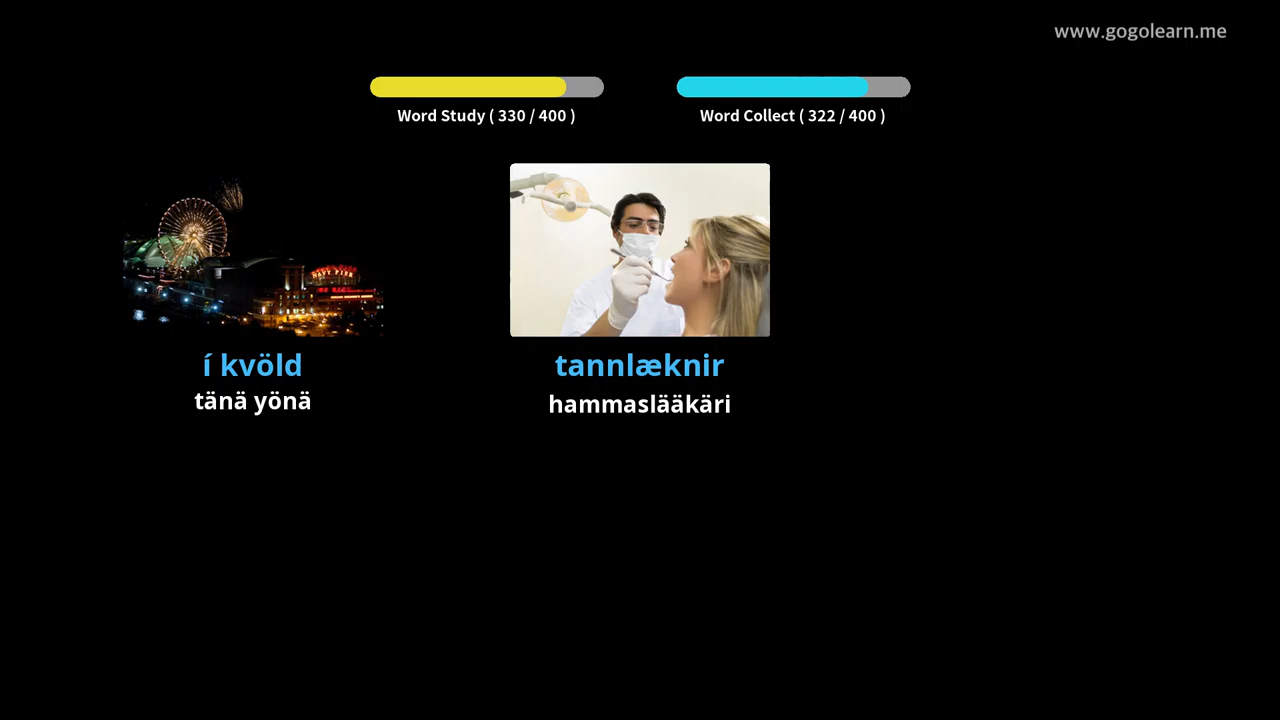 www.gogolearn.me
Word Study ( 330 / 400 )
Word Collect ( 322 / 400 )
í kvöld
tannlæknir
tänä yönä
hammaslääkäri